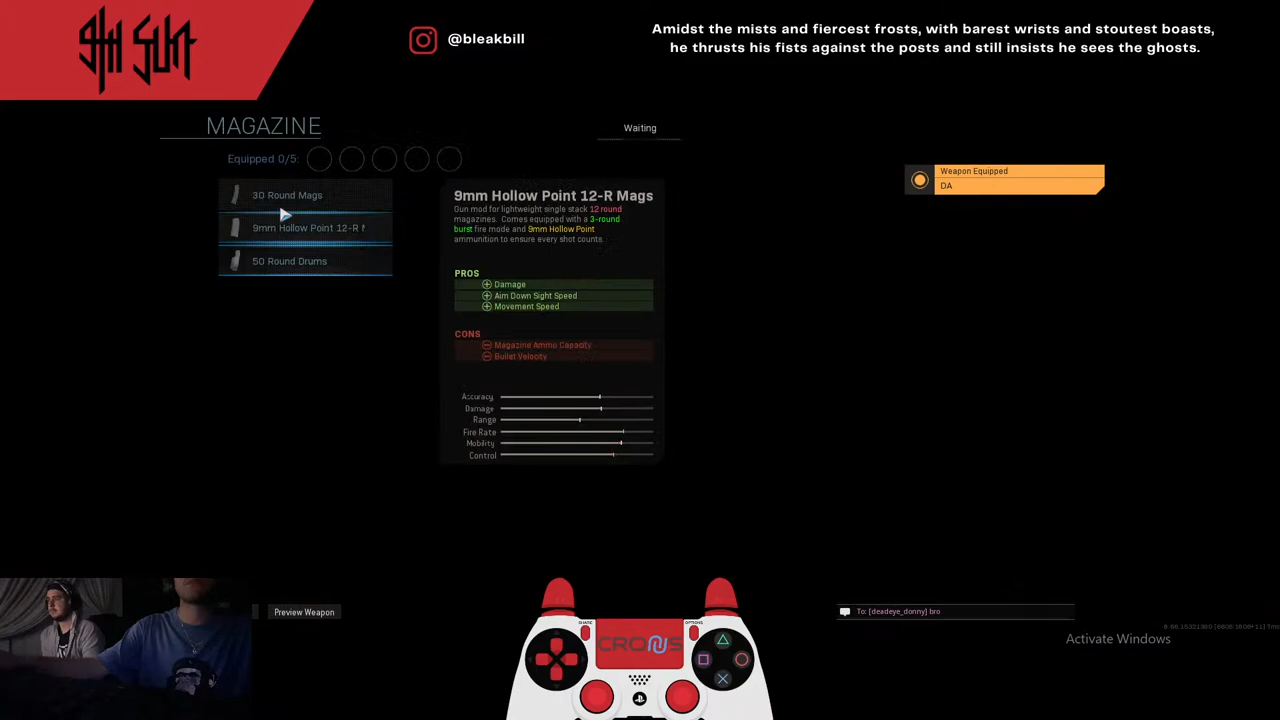 9TH SUN
@bleakbill
Amidst the mists and fiercest frosts, with barest wrists and stoutest boasts,
he thrusts his fists against the posts and still insists he sees the ghosts.
MAGAZINE
Waiting
Equipped 0/5:
Weapon Equipped
DA
30 Round Mags
9mm Hollow Point 12-R M
50 Round Drums
9mm Hollow Point 12-R Mags
Gun mod for lightweight single stack 12 round
magazines. Comes equipped with a 3-round
burst fire mode and 9mm Hollow Point
ammunition to ensure every shot counts.
PROS
Damage
Aim Down Sight Speed
Movement Speed
CONS
Magazine Ammo Capacity
Bullet Velocity
Accuracy
Damage
Range
Fire Rate
Mobility
Control
Preview Weapon
SHARE
OPTIONS
CRONUS
To: [deadeye_donny] bro
Activate Windows